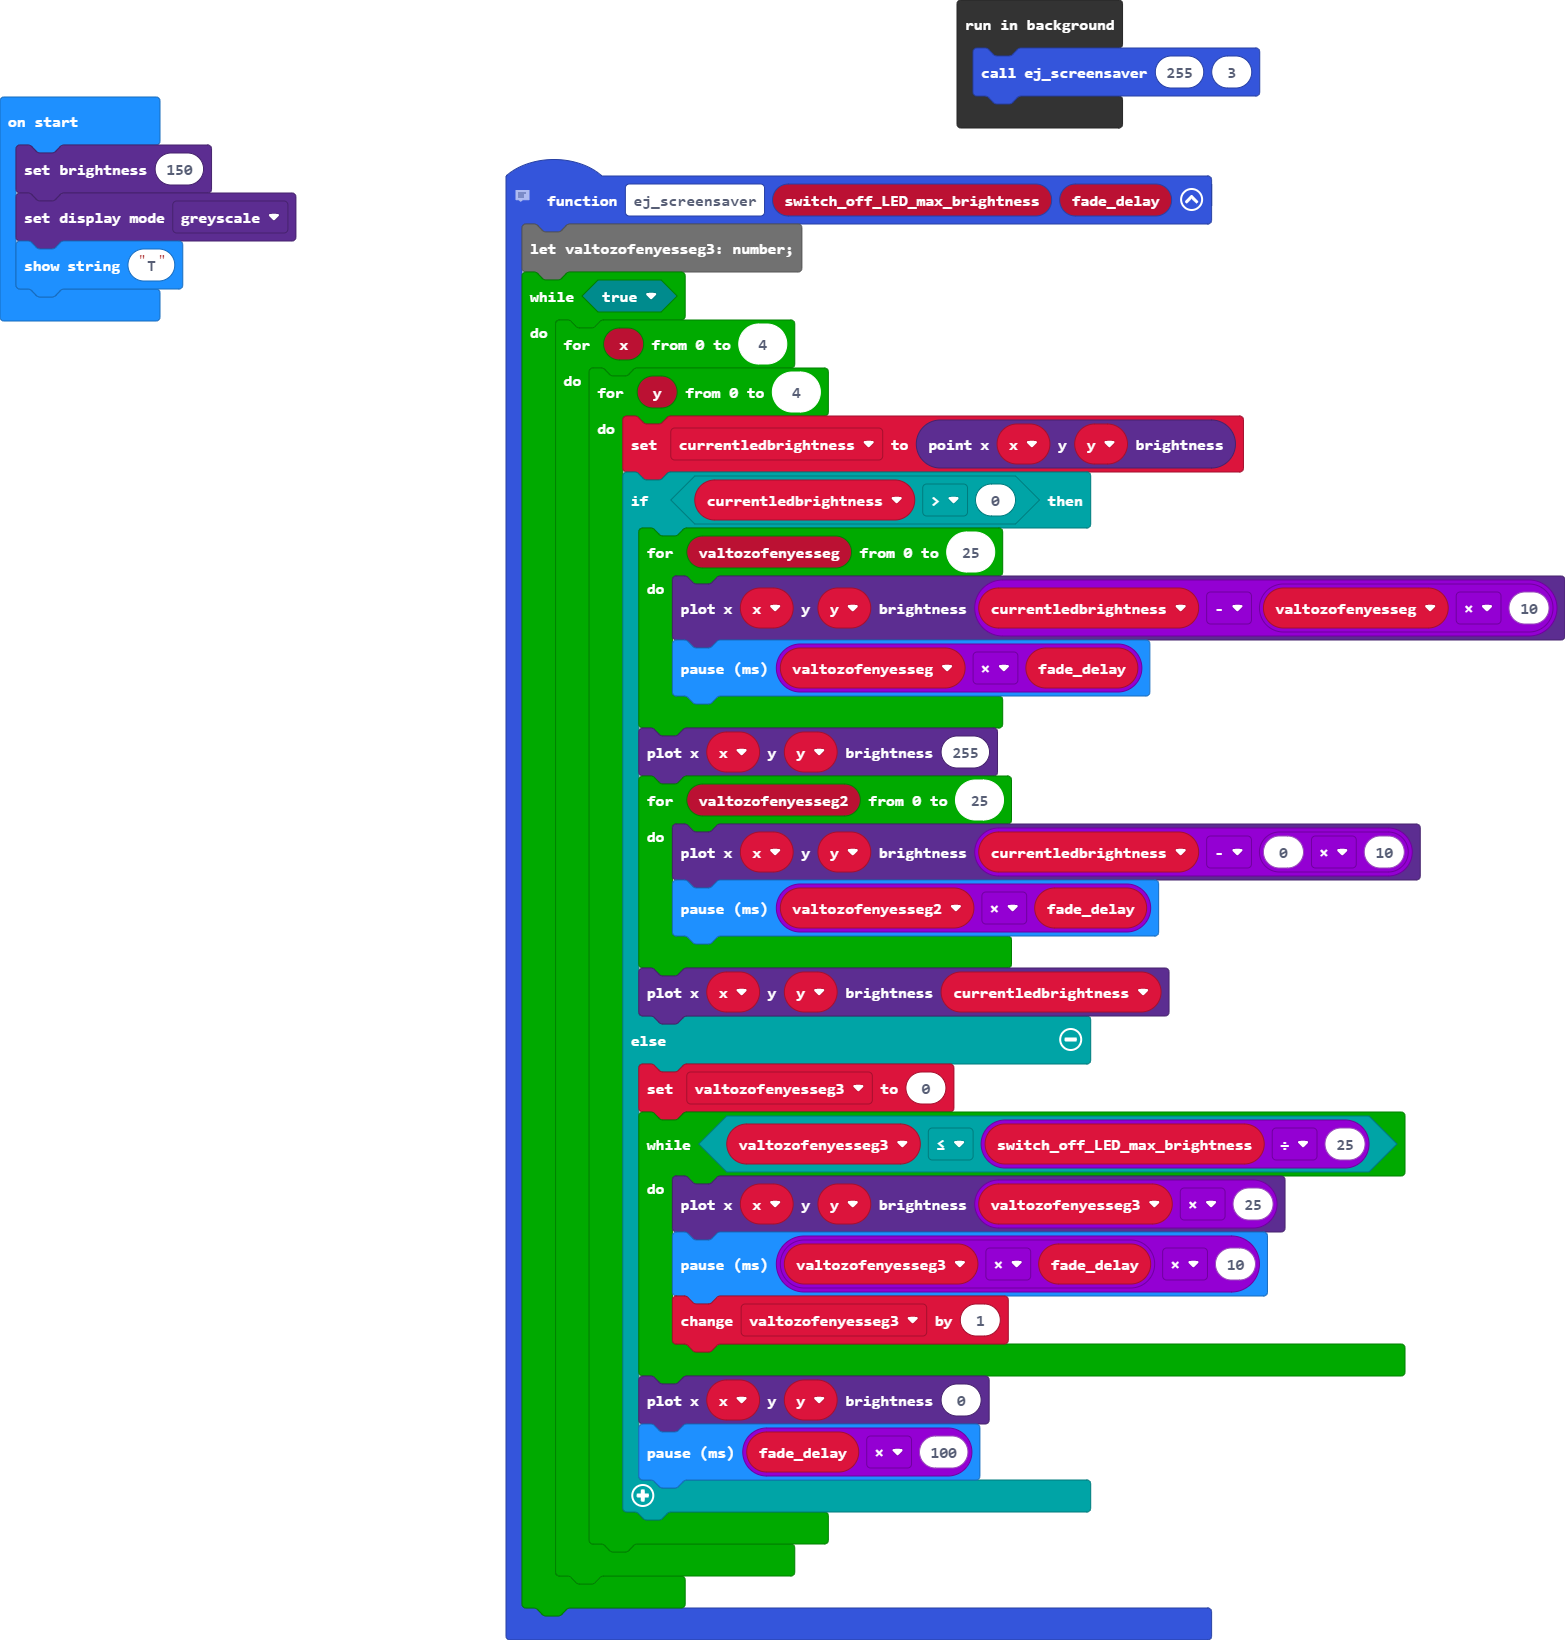 run in background
call ej_screensaver 255 3
on start
set brightness 150
set display mode greyscale
show string "T"
function ej_screensaver switch_off_LED_max_brightness fade_delay
let valtozofenyesseg3: number;
while true
do
for x from 0 to 4
do
for y from 0 to 4
do
set currentledbrightness to point x x y y brightness
if currentledbrightness > 0 then
for valtozofenyesseg from 0 to 25
do
plot x x y y brightness currentledbrightness - valtozofenyesseg × 10
pause (ms) valtozofenyesseg × fade_delay
plot x x y y brightness 255
for valtozofenyesseg2 from 0 to 25
do
plot x x y y brightness currentledbrightness - 0 × 10
pause (ms) valtozofenyesseg2 × fade_delay
plot x x y y brightness currentledbrightness
else
set valtozofenyesseg3 to 0
while valtozofenyesseg3 ≤ switch_off_LED_max_brightness ÷ 25
do
plot x x y y brightness valtozofenyesseg3 × 25
pause (ms) valtozofenyesseg3 × fade_delay × 10
change valtozofenyesseg3 by 1
plot x x y y brightness 0
pause (ms) fade_delay × 100